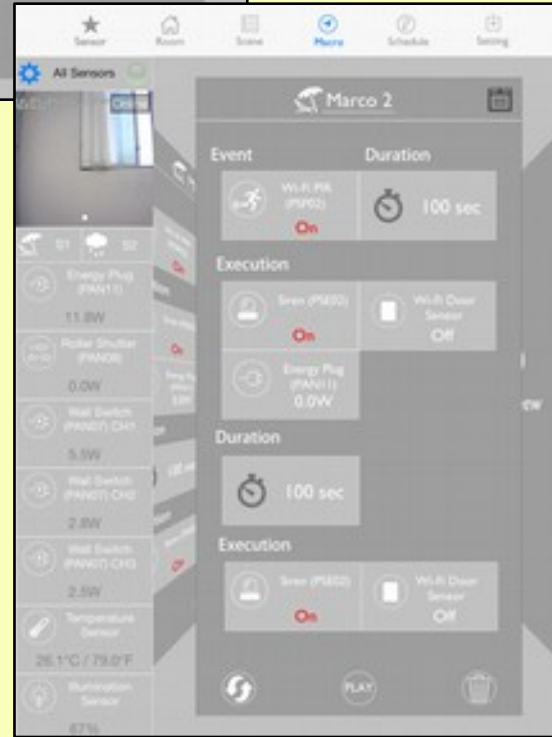 Sensor
Room
Scene
Macro
Schedule
Setting
All Sensors
S1
S2
Energy Plug
(PAN11)
11.8W
Roller Shutter
(PAN08)
0.0W
Wall Switch
(PAN07) CH1
5.5W
Wall Switch
(PAN07) CH2
2.8W
Wall Switch
(PAN07) CH3
2.5W
Temperature
Sensor
26.1°C / 79.0°F
Illumination
Sensor
67%
Marco 2
Event
Duration
Wi-Fi PIR
(PSP02)
On
100 sec
Execution
Siren (PSE02)
On
Wi-Fi Door
Sensor
Off
Energy Plug
(PAN11)
0.0W
Duration
100 sec
Execution
Siren (PSE02)
On
Wi-Fi Door
Sensor
Off
PLAY